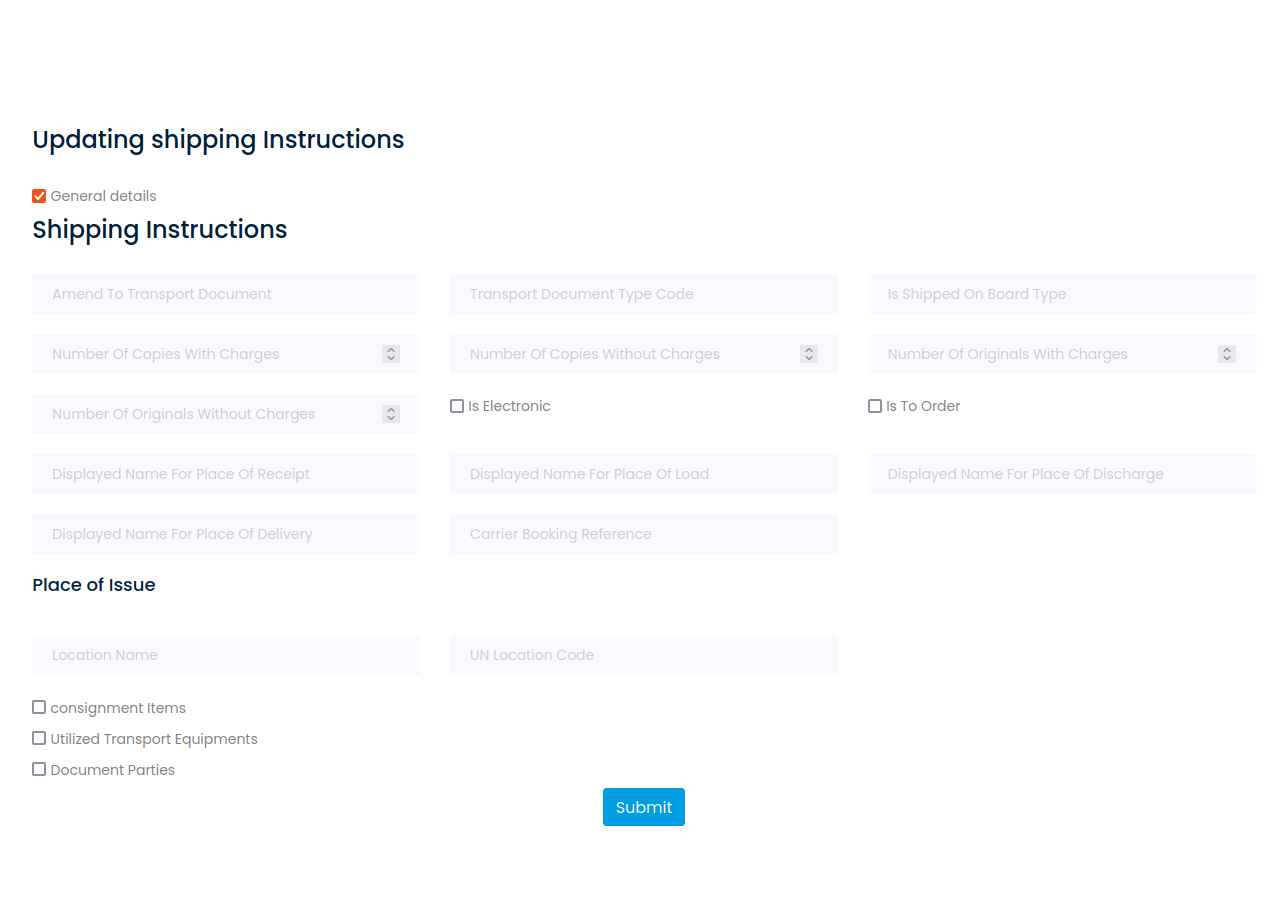 Updating shipping Instructions
General details
Shipping Instructions
Amend To Transport Document
Transport Document Type Code
Is Shipped On Board Type
Number Of Copies With Charges
Number Of Copies Without Charges
Number Of Originals With Charges
Number Of Originals Without Charges
Is Electronic
Is To Order
Displayed Name For Place Of Receipt
Displayed Name For Place Of Load
Displayed Name For Place Of Discharge
Displayed Name For Place Of Delivery
Carrier Booking Reference
Place of Issue
Location Name
UN Location Code
consignment Items
Utilized Transport Equipments
Document Parties
Submit